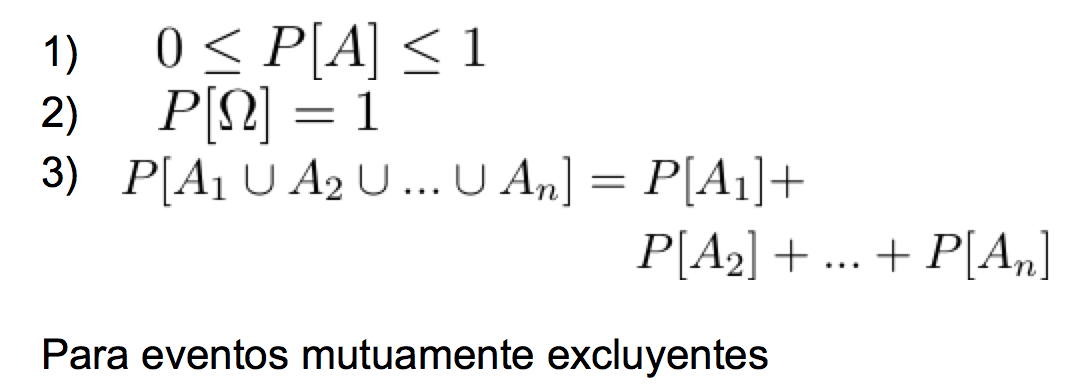 1) 0 ≤ P[A] ≤ 1
2) P[Ω] = 1
3) P[A₁ ∪ A₂ ∪ ... ∪ Aₙ] = P[A₁]+
P[A₂] + ... + P[Aₙ]
Para eventos mutuamente excluyentes